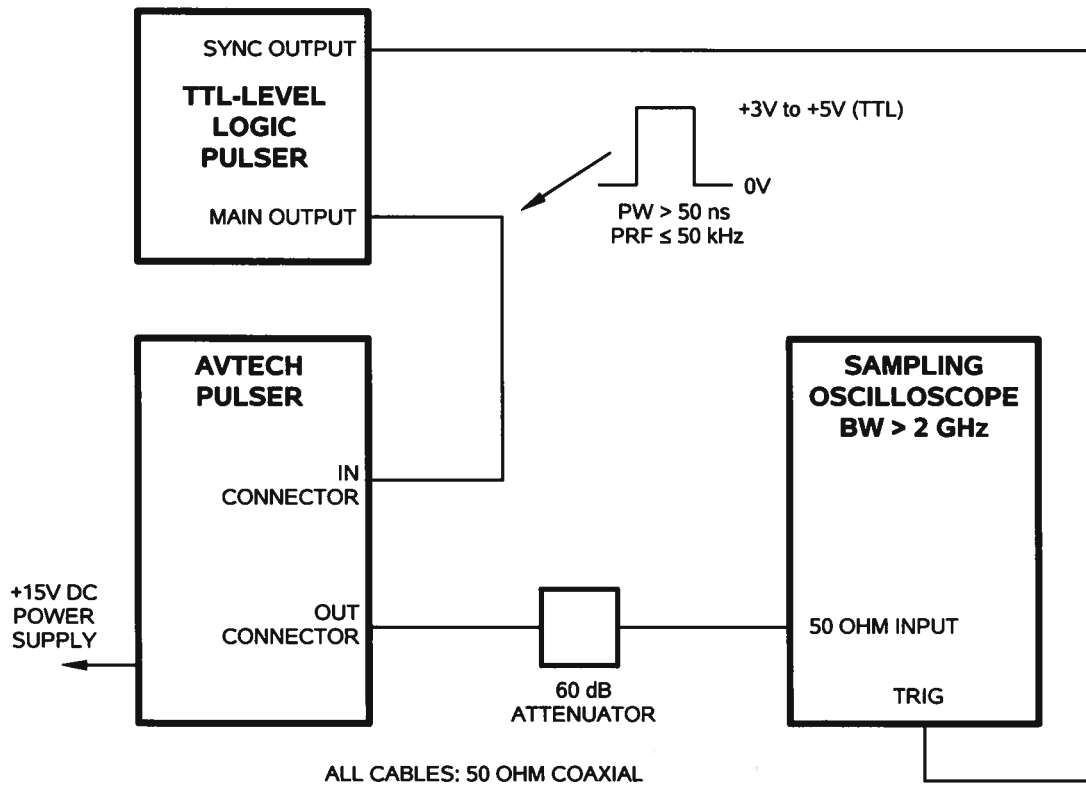 SYNC OUTPUT
TTL-LEVEL
LOGIC
PULSER
MAIN OUTPUT
+3V to +5V (TTL)
0V
PW > 50 ns
PRF ≤ 50 kHz
AVTECH
PULSER
IN
CONNECTOR
OUT
CONNECTOR
+15V DC
POWER
SUPPLY
60 dB
ATTENUATOR
SAMPLING
OSCILLOSCOPE
BW > 2 GHz
50 OHM INPUT
TRIG
ALL CABLES: 50 OHM COAXIAL